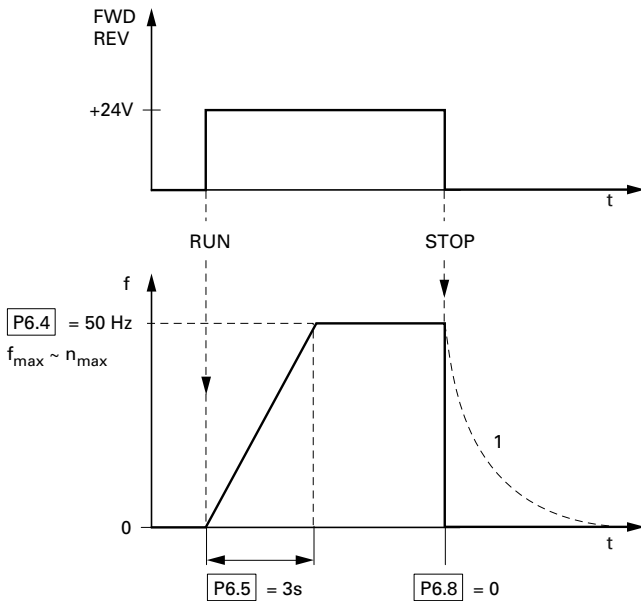 FWD
REV
+24V
t
RUN STOP
f
P6.4 = 50 Hz
fmax ~ nmax
1
0
t
P6.5 = 3s P6.8 = 0